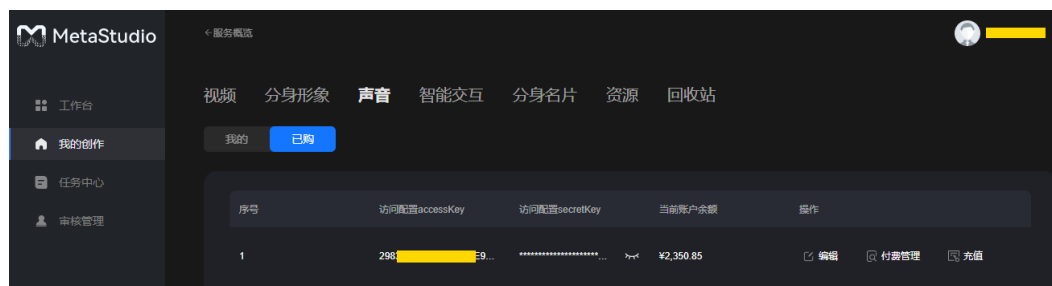 MetaStudio
←服务概览
视频 分身形象 声音 智能交互 分身名片 资源 回收站
工作台
我的 已购
我的创作
任务中心
序号 访问配置accessKey 访问配置secretKey 当前账户余额 操作
审核管理
1 298 E9... *********************... ¥2,350.85 编辑 付费管理 充值